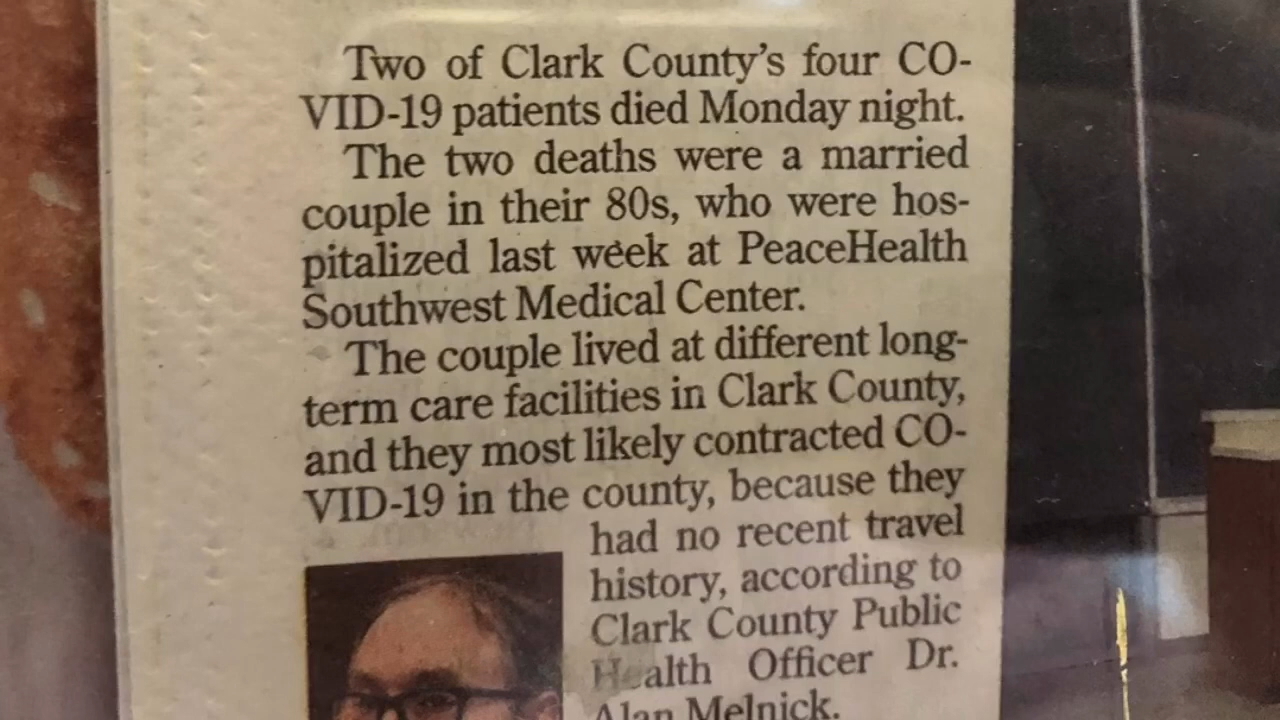 Two of Clark County's four CO-
VID-19 patients died Monday night.
The two deaths were a married
couple in their 80s, who were hos-
pitalized last week at PeaceHealth
Southwest Medical Center.
The couple lived at different long-
term care facilities in Clark County,
and they most likely contracted CO-
VID-19 in the county, because they
had no recent travel
history, according to
Clark County Public
Health Officer Dr.
Alan Melnick.